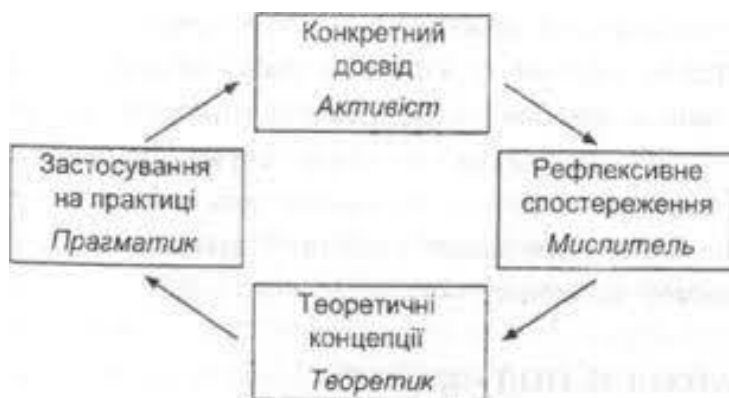 Конкретний
досвід
Активіст
Застосування
на практиці
Прагматик
Рефлексивне
спостереження
Мислитель
Теоретичні
концепції
Теоретик